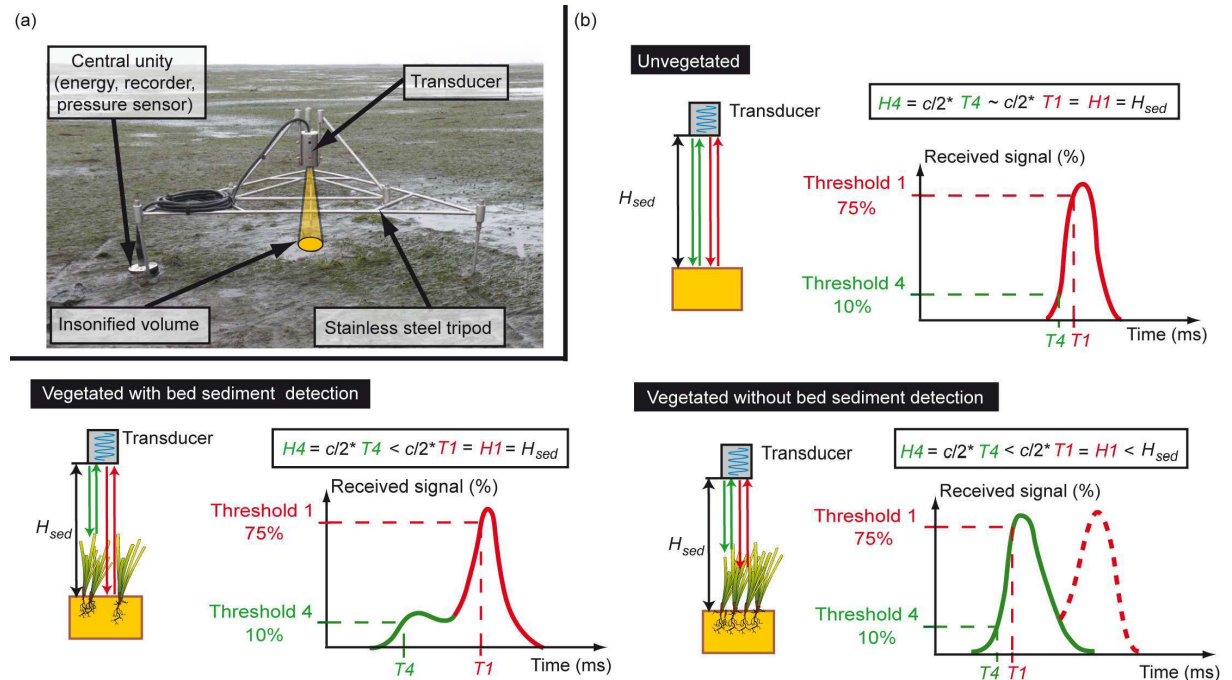 (a)
Central unity
(energy, recorder,
pressure sensor)
Transducer
Insonified volume
Stainless steel tripod
(b)
Unvegetated
Transducer
H4 = c/2* T4 ~ c/2* T1 = H1 = Hsed
Hsed
Received signal (%)
Threshold 1
75%
Threshold 4
10%
T4 T1
Time (ms)
Vegetated with bed sediment detection
Transducer
H4 = c/2* T4 < c/2* T1 = H1 = Hsed
Hsed
Received signal (%)
Threshold 1
75%
Threshold 4
10%
T4 T1
Time (ms)
Vegetated without bed sediment detection
Transducer
H4 = c/2* T4 < c/2* T1 = H1 < Hsed
Hsed
Received signal (%)
Threshold 1
75%
Threshold 4
10%
T4 T1
Time (ms)